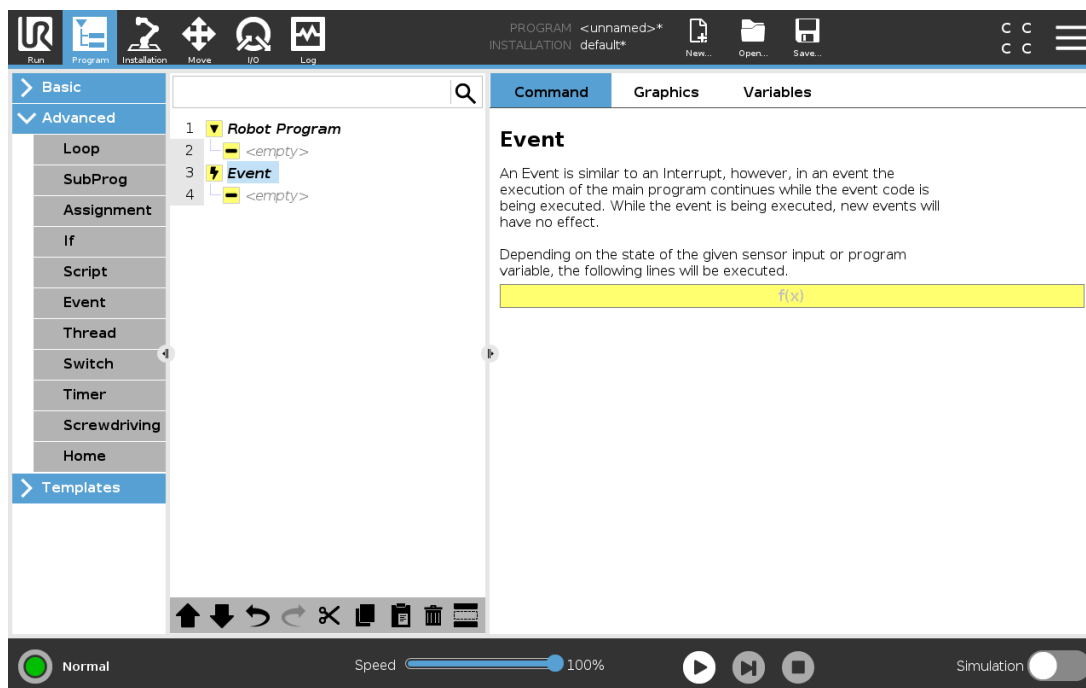 PROGRAM <unnamed>*
INSTALLATION default*
C C
C C
Run Program Installation Move I/O Log New... Open... Save...
Basic
Advanced
Loop
SubProg
Assignment
If
Script
Event
Thread
Switch
Timer
Screwdriving
Home
Templates
1 Robot Program
2 <empty>
3 Event
4 <empty>
Command Graphics Variables
Event
An Event is similar to an Interrupt, however, in an event the
execution of the main program continues while the event code is
being executed. While the event is being executed, new events will
have no effect.
Depending on the state of the given sensor input or program
variable, the following lines will be executed.
f(x)
Normal Speed 100% Simulation